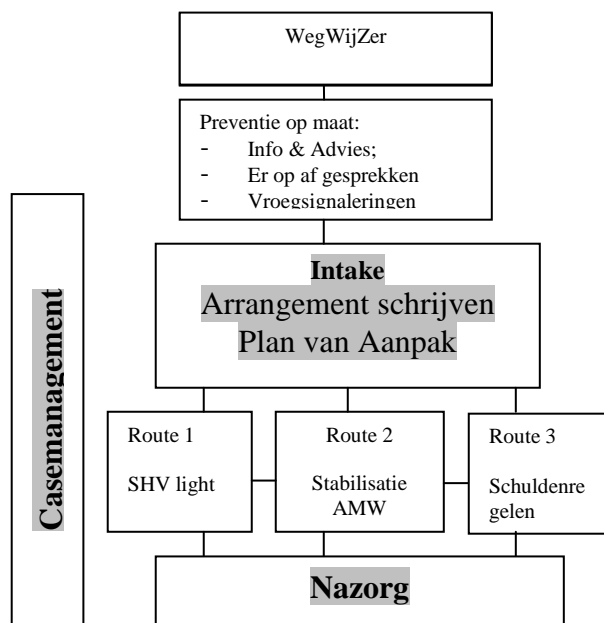 WegWijZer
Preventie op maat:
- Info & Advies;
- Er op af gesprekken
- Vroegsignaleringen
Casemanagement
Intake
Arrangement schrijven
Plan van Aanpak
Route 1
SHV light
Route 2
Stabilisatie
AMW
Route 3
Schuldenre
gelen
Nazorg